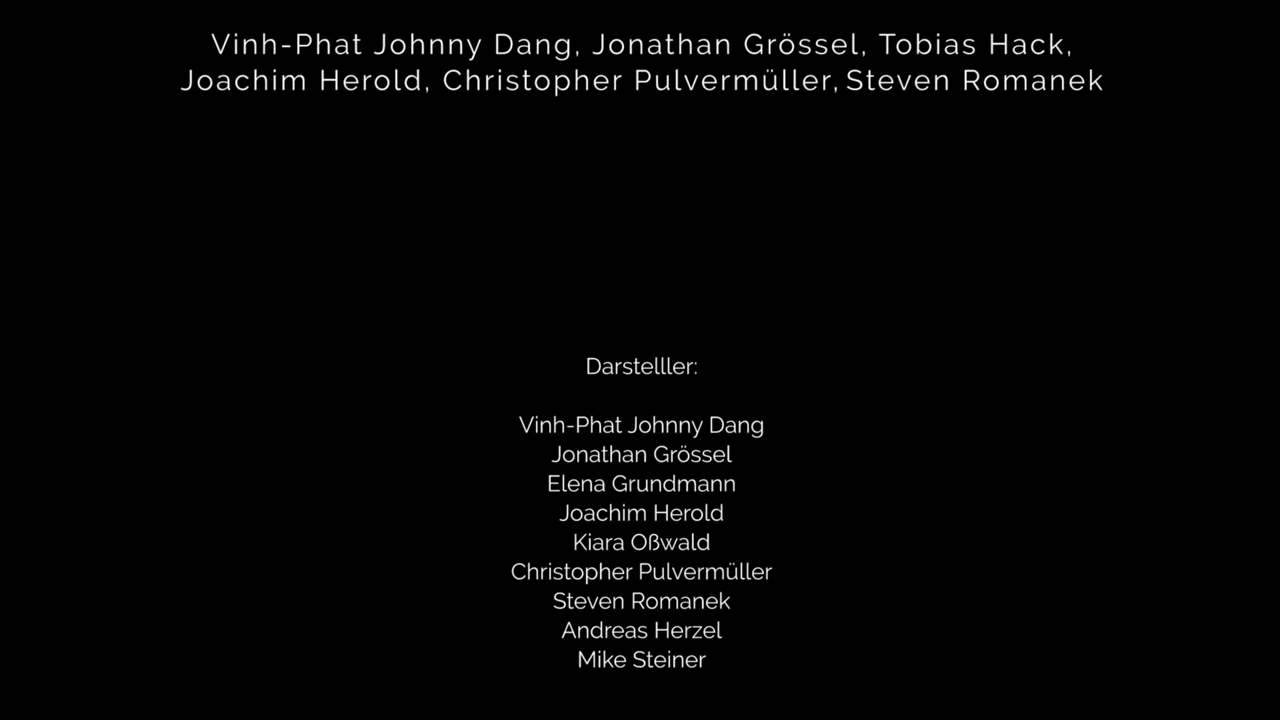 Vinh-Phat Johnny Dang, Jonathan Grössel, Tobias Hack,
Joachim Herold, Christopher Pulvermüller, Steven Romanek
Darstelller:
Vinh-Phat Johnny Dang
Jonathan Grössel
Elena Grundmann
Joachim Herold
Kiara Oßwald
Christopher Pulvermüller
Steven Romanek
Andreas Herzel
Mike Steiner